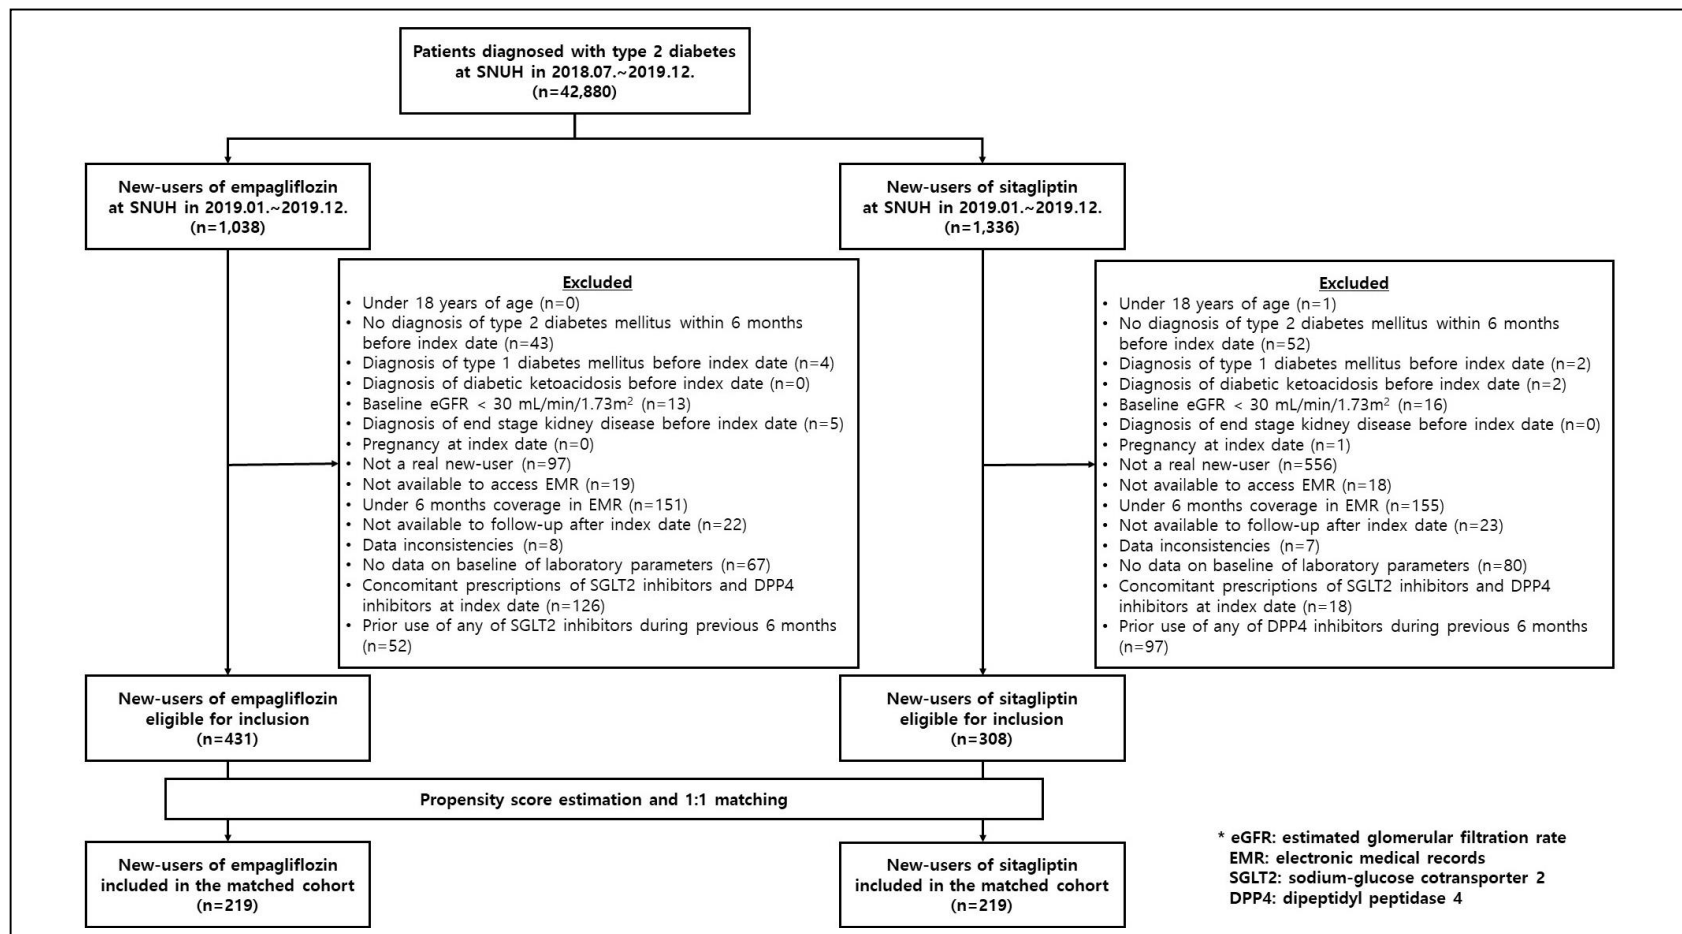 Patients diagnosed with type 2 diabetes
at SNUH in 2018.07.~2019.12.
(n=42,880)
New-users of empagliflozin
at SNUH in 2019.01.~2019.12.
(n=1,038)
New-users of sitagliptin
at SNUH in 2019.01.~2019.12.
(n=1,336)
Excluded
• Under 18 years of age (n=0)
• No diagnosis of type 2 diabetes mellitus within 6 months
before index date (n=43)
• Diagnosis of type 1 diabetes mellitus before index date (n=4)
• Diagnosis of diabetic ketoacidosis before index date (n=0)
• Baseline eGFR < 30 mL/min/1.73m² (n=13)
• Diagnosis of end stage kidney disease before index date (n=5)
• Pregnancy at index date (n=0)
• Not a real new-user (n=97)
• Not available to access EMR (n=19)
• Under 6 months coverage in EMR (n=151)
• Not available to follow-up after index date (n=22)
• Data inconsistencies (n=8)
• No data on baseline of laboratory parameters (n=67)
• Concomitant prescriptions of SGLT2 inhibitors and DPP4
inhibitors at index date (n=126)
• Prior use of any of SGLT2 inhibitors during previous 6 months
(n=52)
Excluded
• Under 18 years of age (n=1)
• No diagnosis of type 2 diabetes mellitus within 6 months
before index date (n=52)
• Diagnosis of type 1 diabetes mellitus before index date (n=2)
• Diagnosis of diabetic ketoacidosis before index date (n=2)
• Baseline eGFR < 30 mL/min/1.73m² (n=16)
• Diagnosis of end stage kidney disease before index date (n=0)
• Pregnancy at index date (n=1)
• Not a real new-user (n=556)
• Not available to access EMR (n=18)
• Under 6 months coverage in EMR (n=155)
• Not available to follow-up after index date (n=23)
• Data inconsistencies (n=7)
• No data on baseline of laboratory parameters (n=80)
• Concomitant prescriptions of SGLT2 inhibitors and DPP4
inhibitors at index date (n=18)
• Prior use of any of DPP4 inhibitors during previous 6 months
(n=97)
New-users of empagliflozin
eligible for inclusion
(n=431)
New-users of sitagliptin
eligible for inclusion
(n=308)
Propensity score estimation and 1:1 matching
New-users of empagliflozin
included in the matched cohort
(n=219)
New-users of sitagliptin
included in the matched cohort
(n=219)
* eGFR: estimated glomerular filtration rate
EMR: electronic medical records
SGLT2: sodium-glucose cotransporter 2
DPP4: dipeptidyl peptidase 4